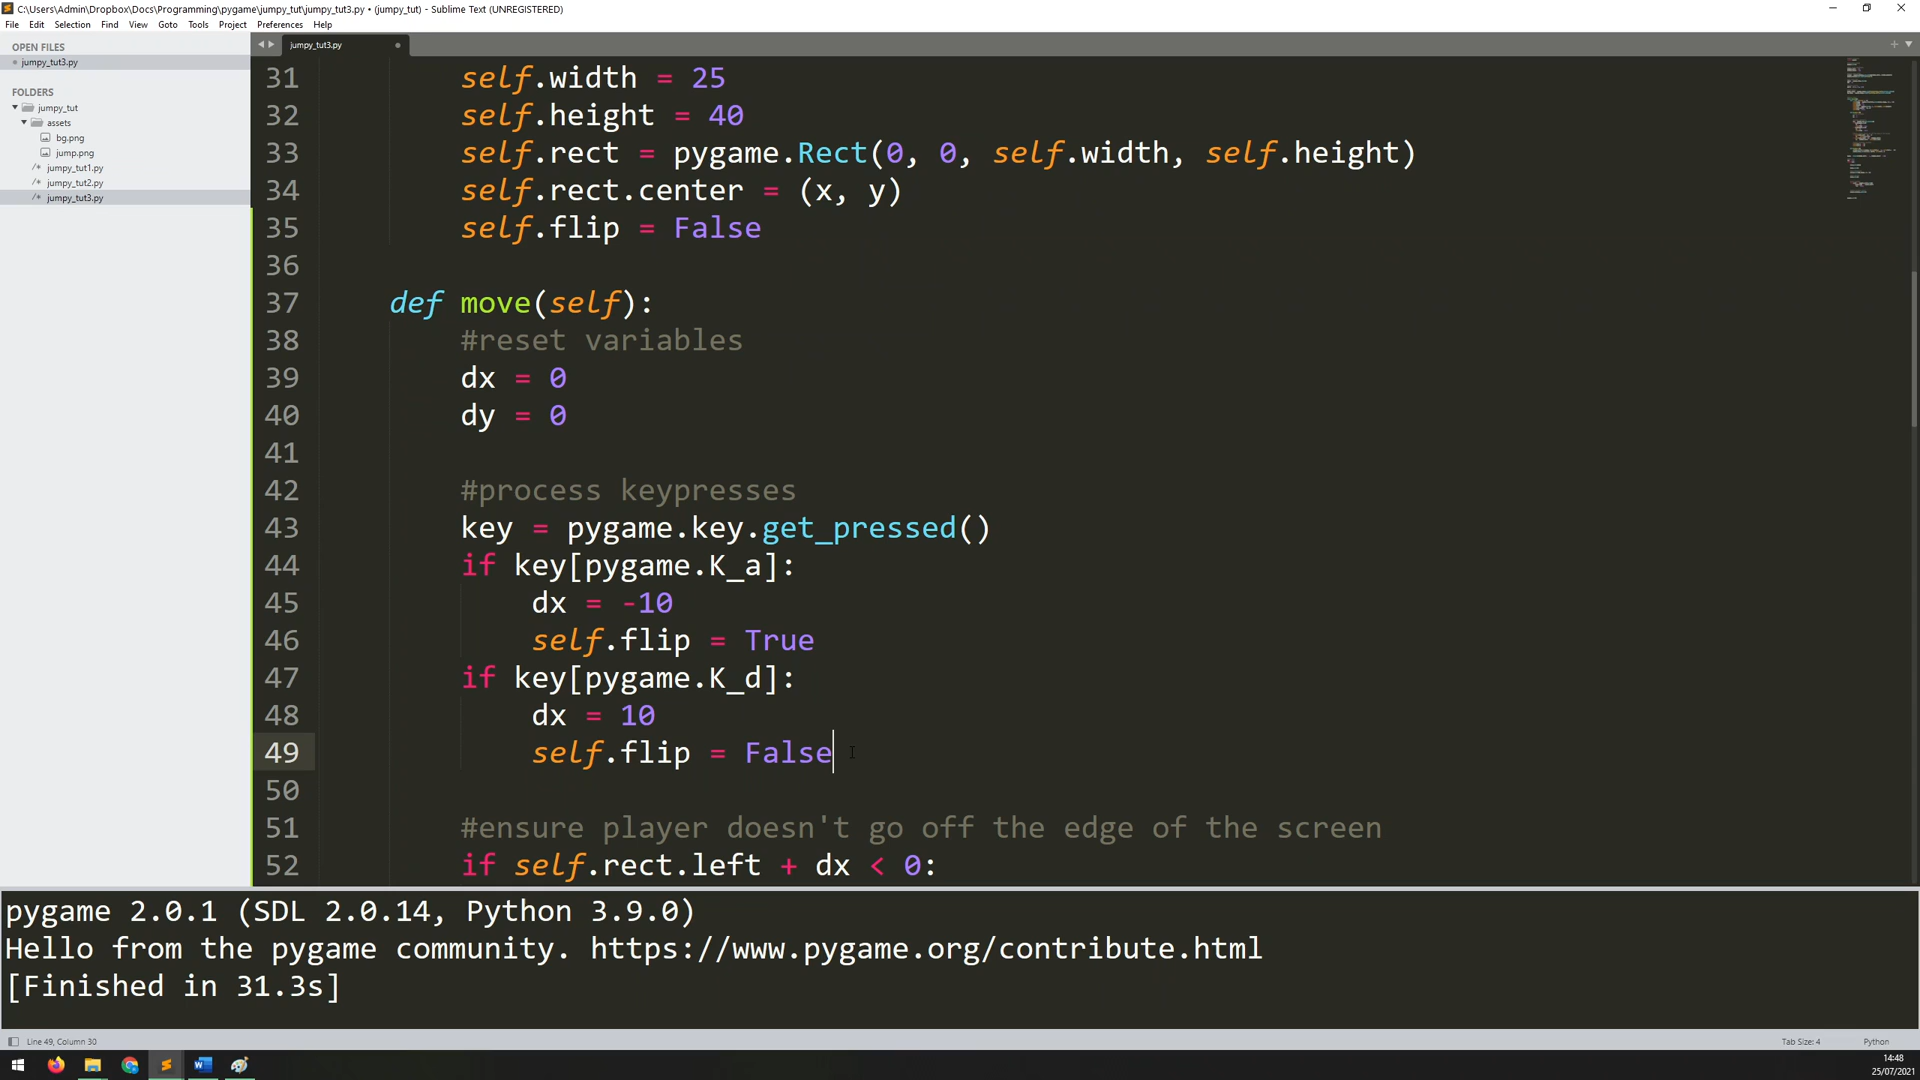 C:\Users\Admin\Dropbox\Docs\Programming\pygame\jumpy_tut\jumpy_tut3.py • (jumpy_tut) - Sublime Text (UNREGISTERED)
File Edit Selection Find View Goto Tools Project Preferences Help
OPEN FILES
jumpy_tut3.py
FOLDERS
jumpy_tut
assets
bg.png
jump.png
/* jumpy_tut1.py
/* jumpy_tut2.py
/* jumpy_tut3.py
jumpy_tut3.py
31 self.width = 25
32 self.height = 40
33 self.rect = pygame.Rect(0, 0, self.width, self.height)
34 self.rect.center = (x, y)
35 self.flip = False
36
37 def move(self):
38 #reset variables
39 dx = 0
40 dy = 0
41
42 #process keypresses
43 key = pygame.key.get_pressed()
44 if key[pygame.K_a]:
45 dx = -10
46 self.flip = True
47 if key[pygame.K_d]:
48 dx = 10
49 self.flip = False
50
51 #ensure player doesn't go off the edge of the screen
52 if self.rect.left + dx < 0:
pygame 2.0.1 (SDL 2.0.14, Python 3.9.0)
Hello from the pygame community. https://www.pygame.org/contribute.html
[Finished in 31.3s]
Line 49, Column 30
Tab Size: 4
Python
14:48
25/07/2021